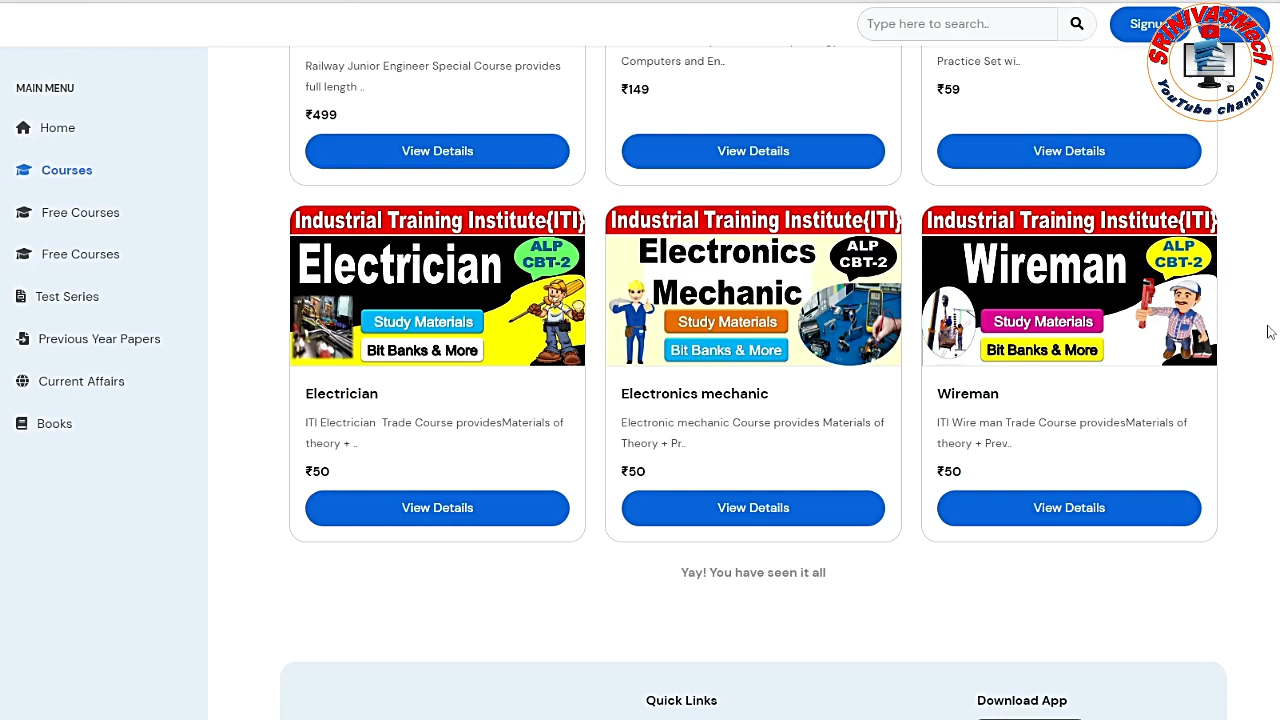 Type here to search..
Signu
SRINIVASMech
YouTube channel
MAIN MENU
Home
Courses
Free Courses
Free Courses
Test Series
Previous Year Papers
Current Affairs
Books
Railway Junior Engineer Special Course provides
full length ..
₹499
View Details
Computers and En..
₹149
View Details
Practice Set wi..
₹59
View Details
Industrial Training Institute{ITI}
Electrician
ALP
CBT-2
Study Materials
Bit Banks & More
Electrician
ITI Electrician Trade Course providesMaterials of
theory + ..
₹50
View Details
Industrial Training Institute{ITI}
Electronics
Mechanic
ALP
CBT-2
Study Materials
Bit Banks & More
Electronics mechanic
Electronic mechanic Course provides Materials of
Theory + Pr..
₹50
View Details
Industrial Training Institute{ITI}
Wireman
ALP
CBT-2
Study Materials
Bit Banks & More
Wireman
ITI Wire man Trade Course providesMaterials of
theory + Prev..
₹50
View Details
Yay! You have seen it all
Quick Links
Download App